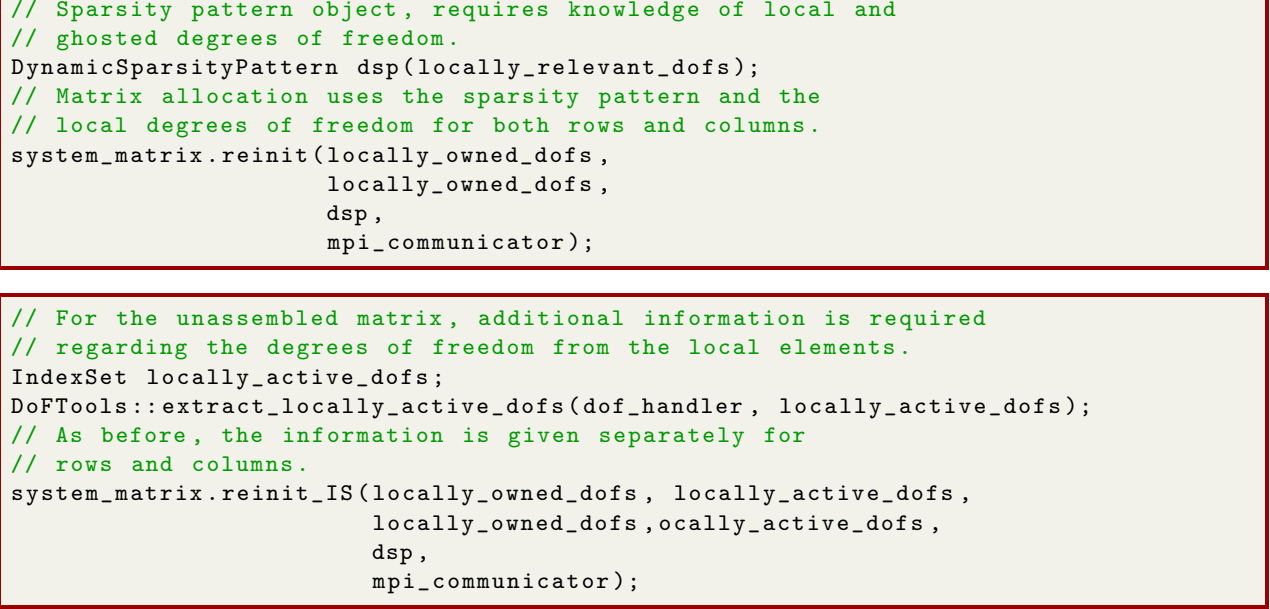 // Sparsity pattern object, requires knowledge of local and
// ghosted degrees of freedom.
DynamicSparsityPattern dsp(locally_relevant_dofs);
// Matrix allocation uses the sparsity pattern and the
// local degrees of freedom for both rows and columns.
system_matrix.reinit(locally_owned_dofs,
                     locally_owned_dofs,
                     dsp,
                     mpi_communicator);
// For the unassembled matrix, additional information is required
// regarding the degrees of freedom from the local elements.
IndexSet locally_active_dofs;
DoFTools::extract_locally_active_dofs(dof_handler, locally_active_dofs);
// As before, the information is given separately for
// rows and columns.
system_matrix.reinit_IS(locally_owned_dofs, locally_active_dofs,
                        locally_owned_dofs,ocally_active_dofs,
                        dsp,
                        mpi_communicator);